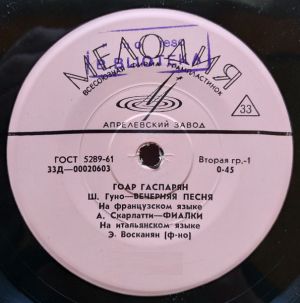 МЕЛОДИЯ
ВСЕСОЮЗНАЯ ФИРМА ГРАМПЛАСТИНОК
33
АПРЕЛЕВСКИЙ ЗАВОД
ГОСТ 5289-61
33Д—00020603
Вторая гр.-1
0-45
ГОАР ГАСПАРЯН
Ш. Гуно—ВЕЧЕРНЯЯ ПЕСНЯ
На французском языке
А. Скарлатти—ФИАЛКИ
На итальянском языке
Э. Восканян (ф-но)